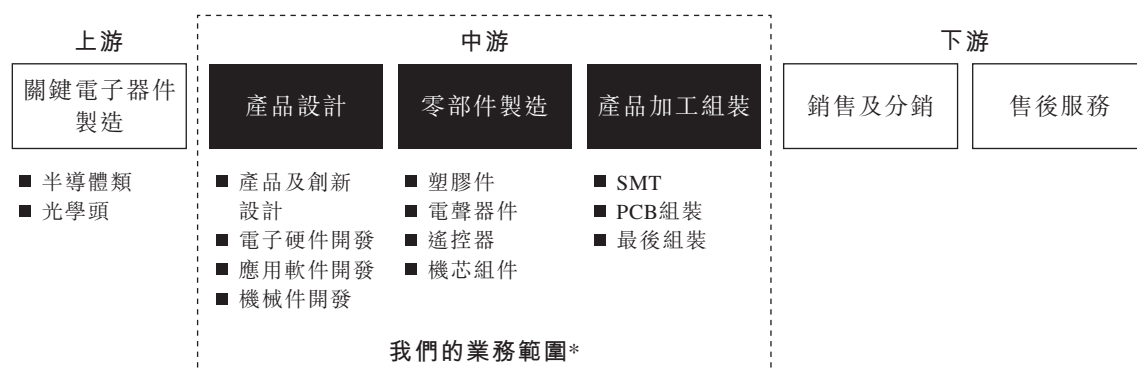 上游
中游
下游
關鍵電子器件
製造
產品設計
零部件製造
產品加工組裝
銷售及分銷
售後服務
■ 半導體類
■ 光學頭
■ 產品及創新
設計
■ 電子硬件開發
■ 應用軟件開發
■ 機械件開發
■ 塑膠件
■ 電聲器件
■ 遙控器
■ 機芯組件
■ SMT
■ PCB組裝
■ 最後組裝
我們的業務範圍*